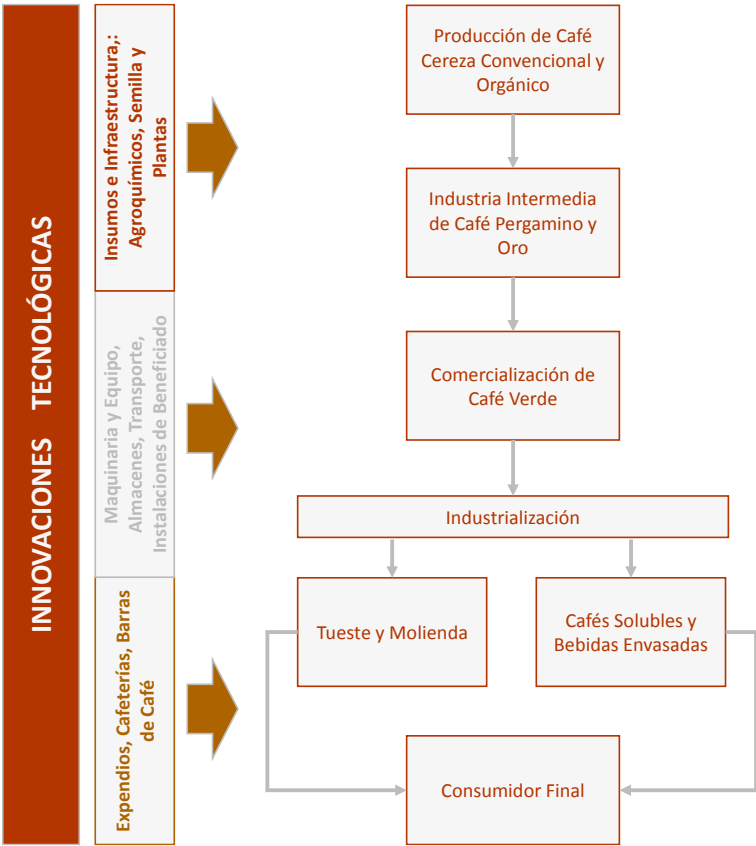 INNOVACIONES TECNOLÓGICAS
Insumos e Infraestructura,:
Agroquímicos, Semilla y
Plantas
Maquinaria y Equipo,
Almacenes, Transporte,
Instalaciones de Beneficiado
Expendios, Cafeterías, Barras
de Café
Producción de Café
Cereza Convencional y
Orgánico
Industria Intermedia
de Café Pergamino y
Oro
Comercialización de
Café Verde
Industrialización
Tueste y Molienda
Cafés Solubles y
Bebidas Envasadas
Consumidor Final